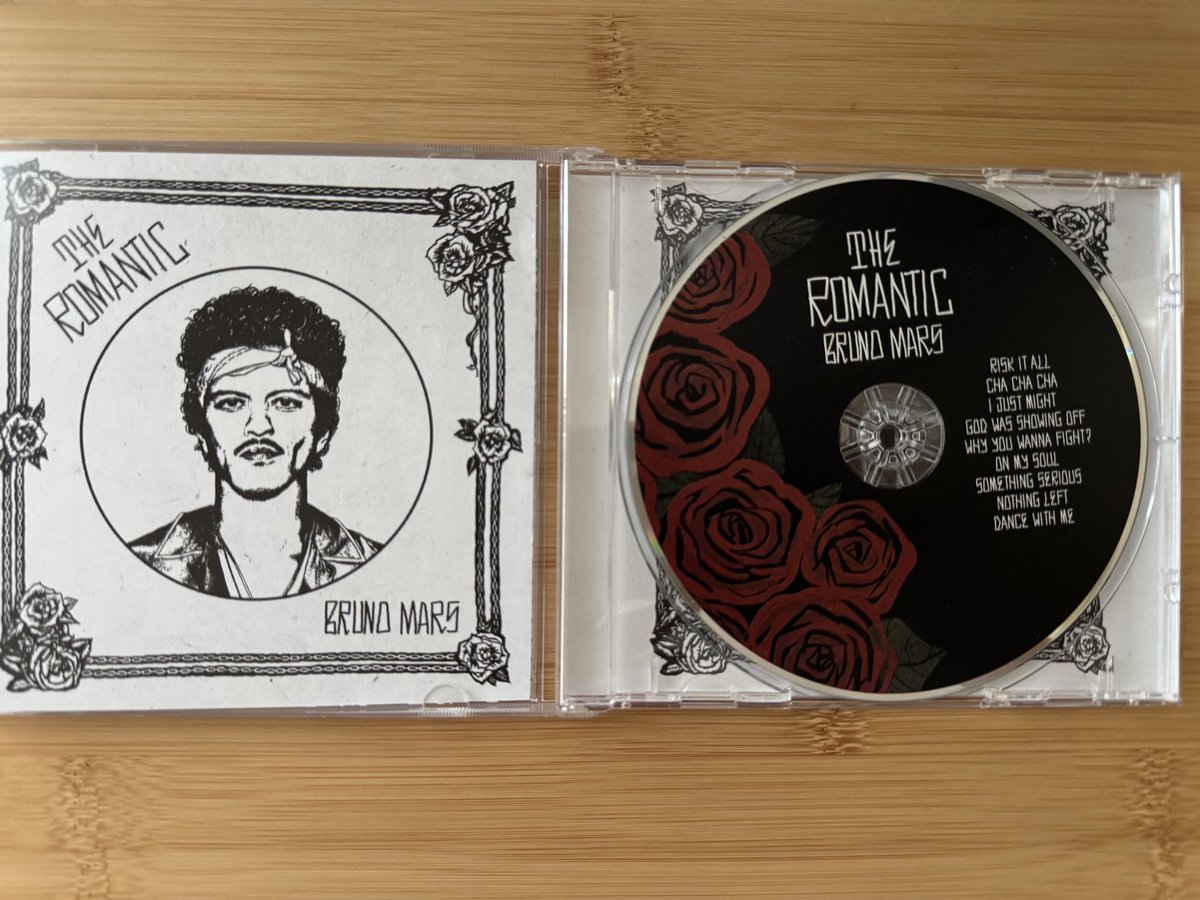 THE
ROMANTIC
BRUNO MARS
THE
ROMANTIC
BRUNO MARS
RISK IT ALL
CHA CHA CHA
I JUST MIGHT
GOD WAS SHOWING OFF
WHY YOU WANNA FIGHT?
ON MY SOUL
SOMETHING SERIOUS
NOTHING LEFT
DANCE WITH ME